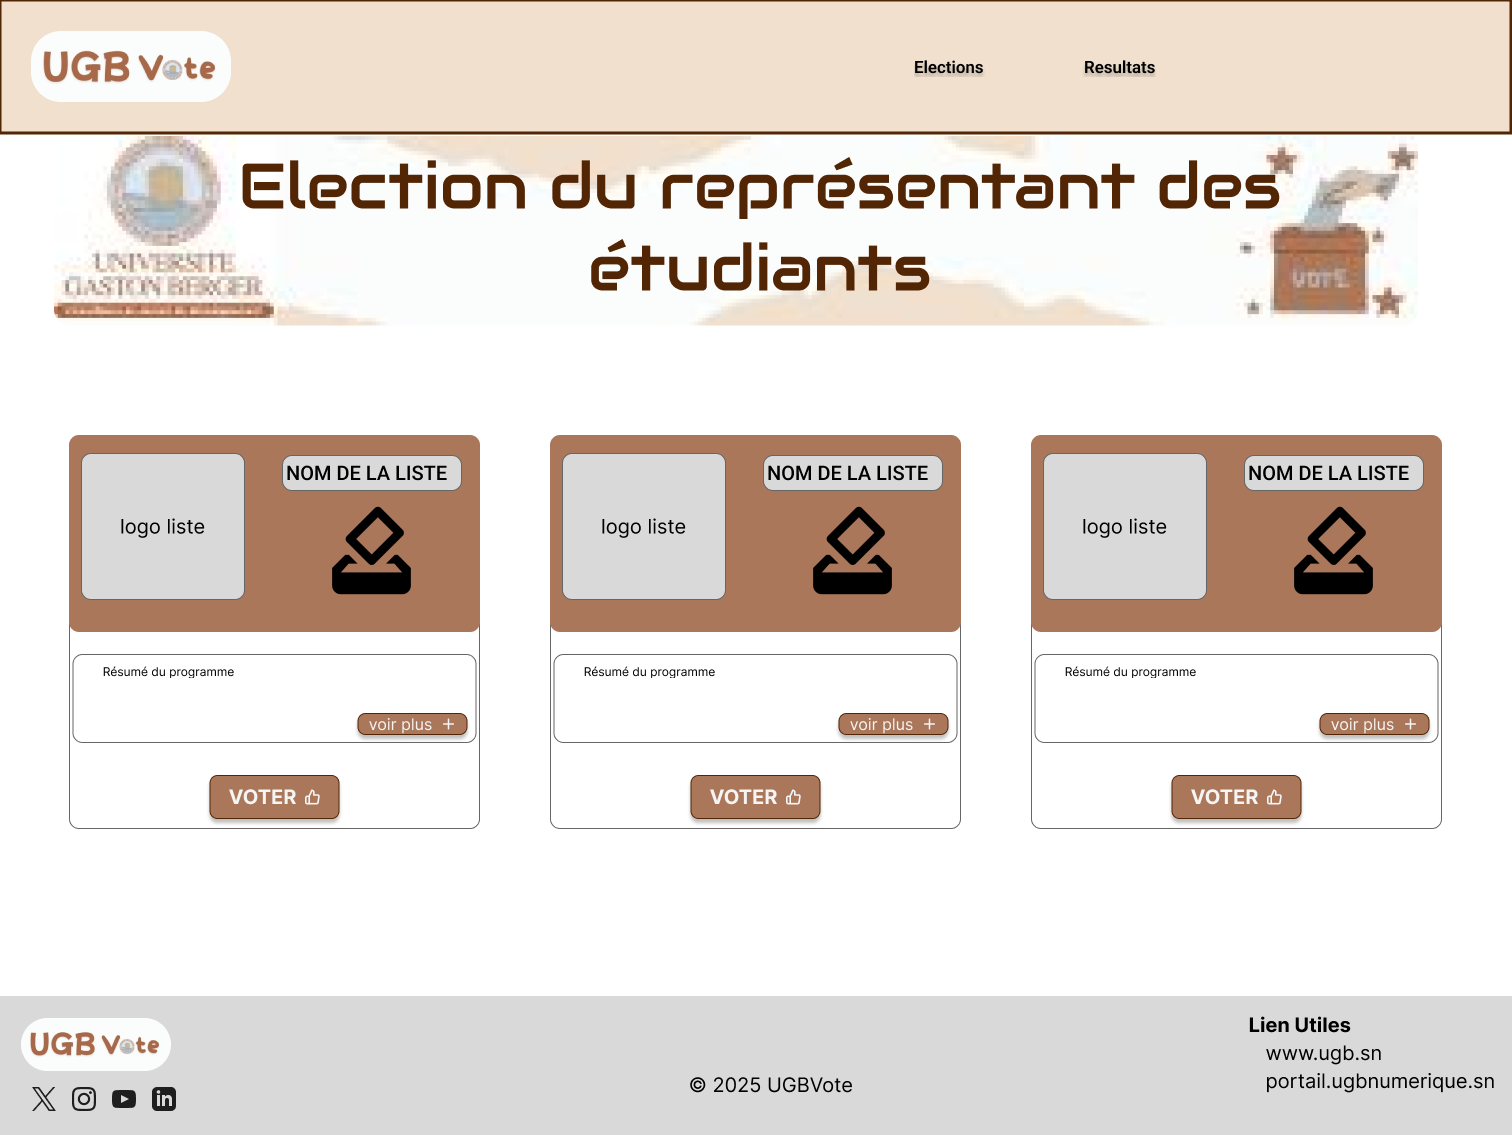 UGB Vote
Elections
Resultats
UNIVERSITE
GASTON BERGER
Election du représentant des
étudiants
VOTE
logo liste
NOM DE LA LISTE
Résumé du programme
voir plus +
VOTER
logo liste
NOM DE LA LISTE
Résumé du programme
voir plus +
VOTER
logo liste
NOM DE LA LISTE
Résumé du programme
voir plus +
VOTER
UGB Vote
© 2025 UGBVote
Lien Utiles
www.ugb.sn
portail.ugbnumerique.sn